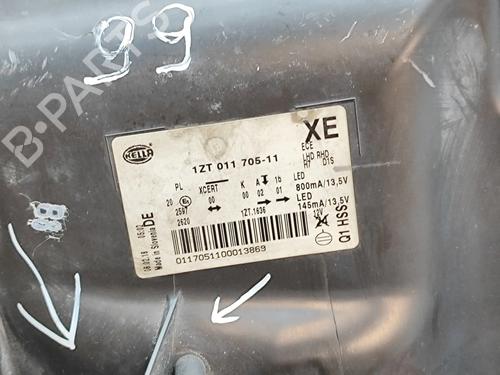 99
B-PARTS
HELLA
1ZT 011 705-11
XE
ECE
LHD RHD
H7 D1S
PL XCERT K A 1b LED
20 00 00 02 01 800mA/13,5V
2597 LED
2620 1ZT.1636 145mA/13,5V
12V
DE
Q1 HSS
0117051100013869
Made in Slovenia